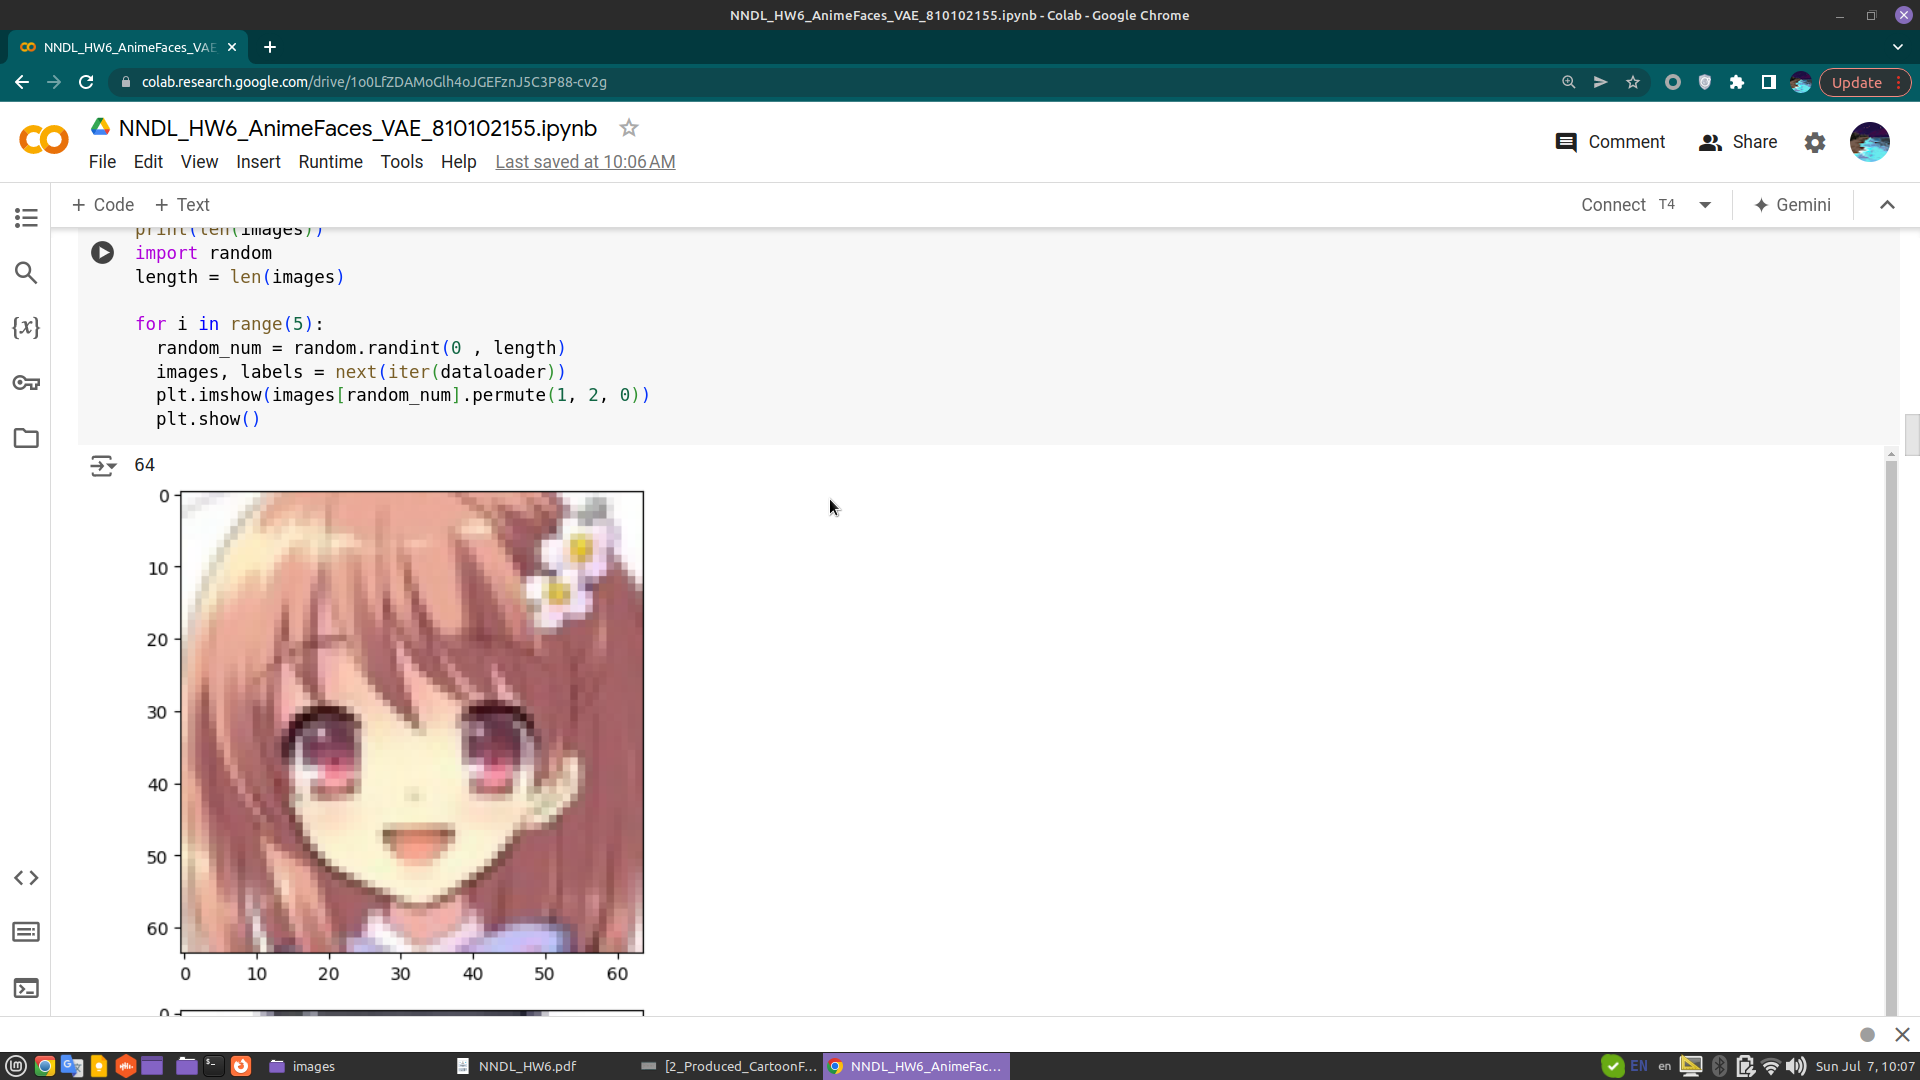 NNDL_HW6_AnimeFaces_VAE_810102155.ipynb - Colab - Google Chrome
NNDL_HW6_AnimeFaces_VAE
colab.research.google.com/drive/1o0LfZDAMoGlh4oJGEFznJ5C3P88-cv2g
Update
NNDL_HW6_AnimeFaces_VAE_810102155.ipynb
File Edit View Insert Runtime Tools Help Last saved at 10:06 AM
Comment Share
+ Code + Text
Connect T4 Gemini
print(len(images))
import random
length = len(images)
for i in range(5):
random_num = random.randint(0 , length)
images, labels = next(iter(dataloader))
plt.imshow(images[random_num].permute(1, 2, 0))
plt.show()
{x}
64
0
10
20
30
40
50
60
0 10 20 30 40 50 60
0
images
NNDL_HW6.pdf
[2_Produced_CartoonF...
NNDL_HW6_AnimeFac...
EN en Sun Jul 7, 10:07